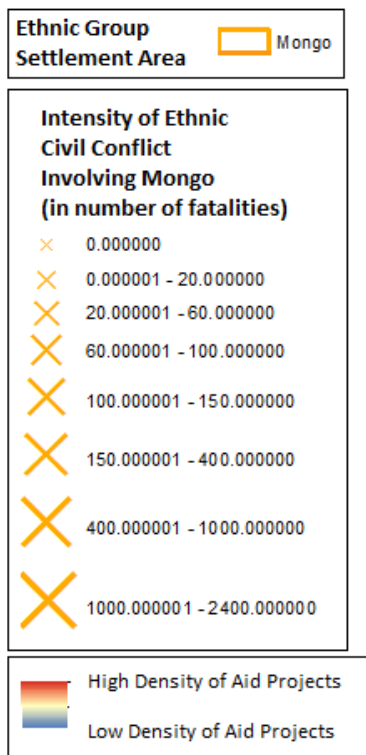 Ethnic Group
Settlement Area
Mongo
Intensity of Ethnic
Civil Conflict
Involving Mongo
(in number of fatalities)
0.000000
0.000001 - 20.000000
20.000001 - 60.000000
60.000001 - 100.000000
100.000001 - 150.000000
150.000001 - 400.000000
400.000001 - 1000.000000
1000.000001 - 2400.000000
High Density of Aid Projects
Low Density of Aid Projects